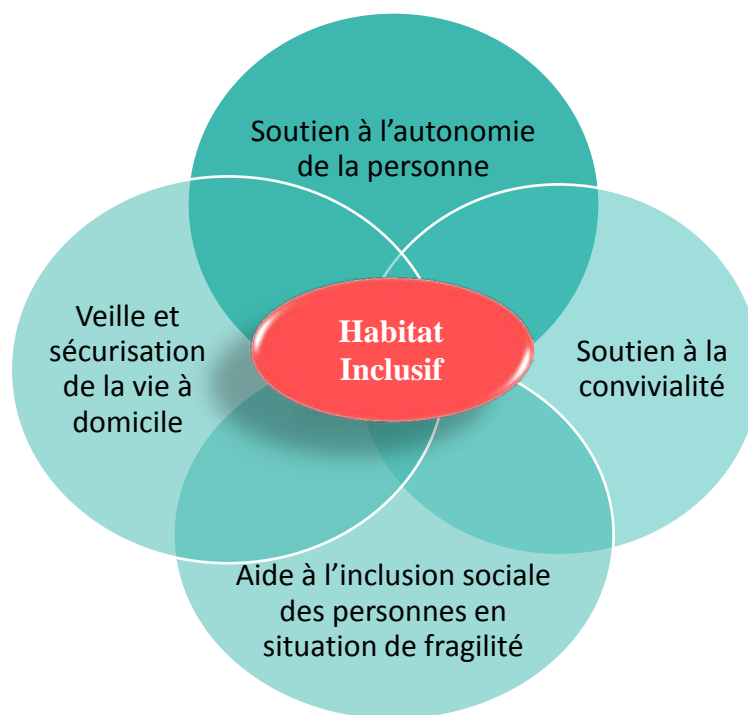 Soutien à l’autonomie
de la personne
Veille et
sécurisation
de la vie à
domicile
Habitat
Inclusif
Soutien à la
convivialité
Aide à l’inclusion sociale
des personnes en
situation de fragilité